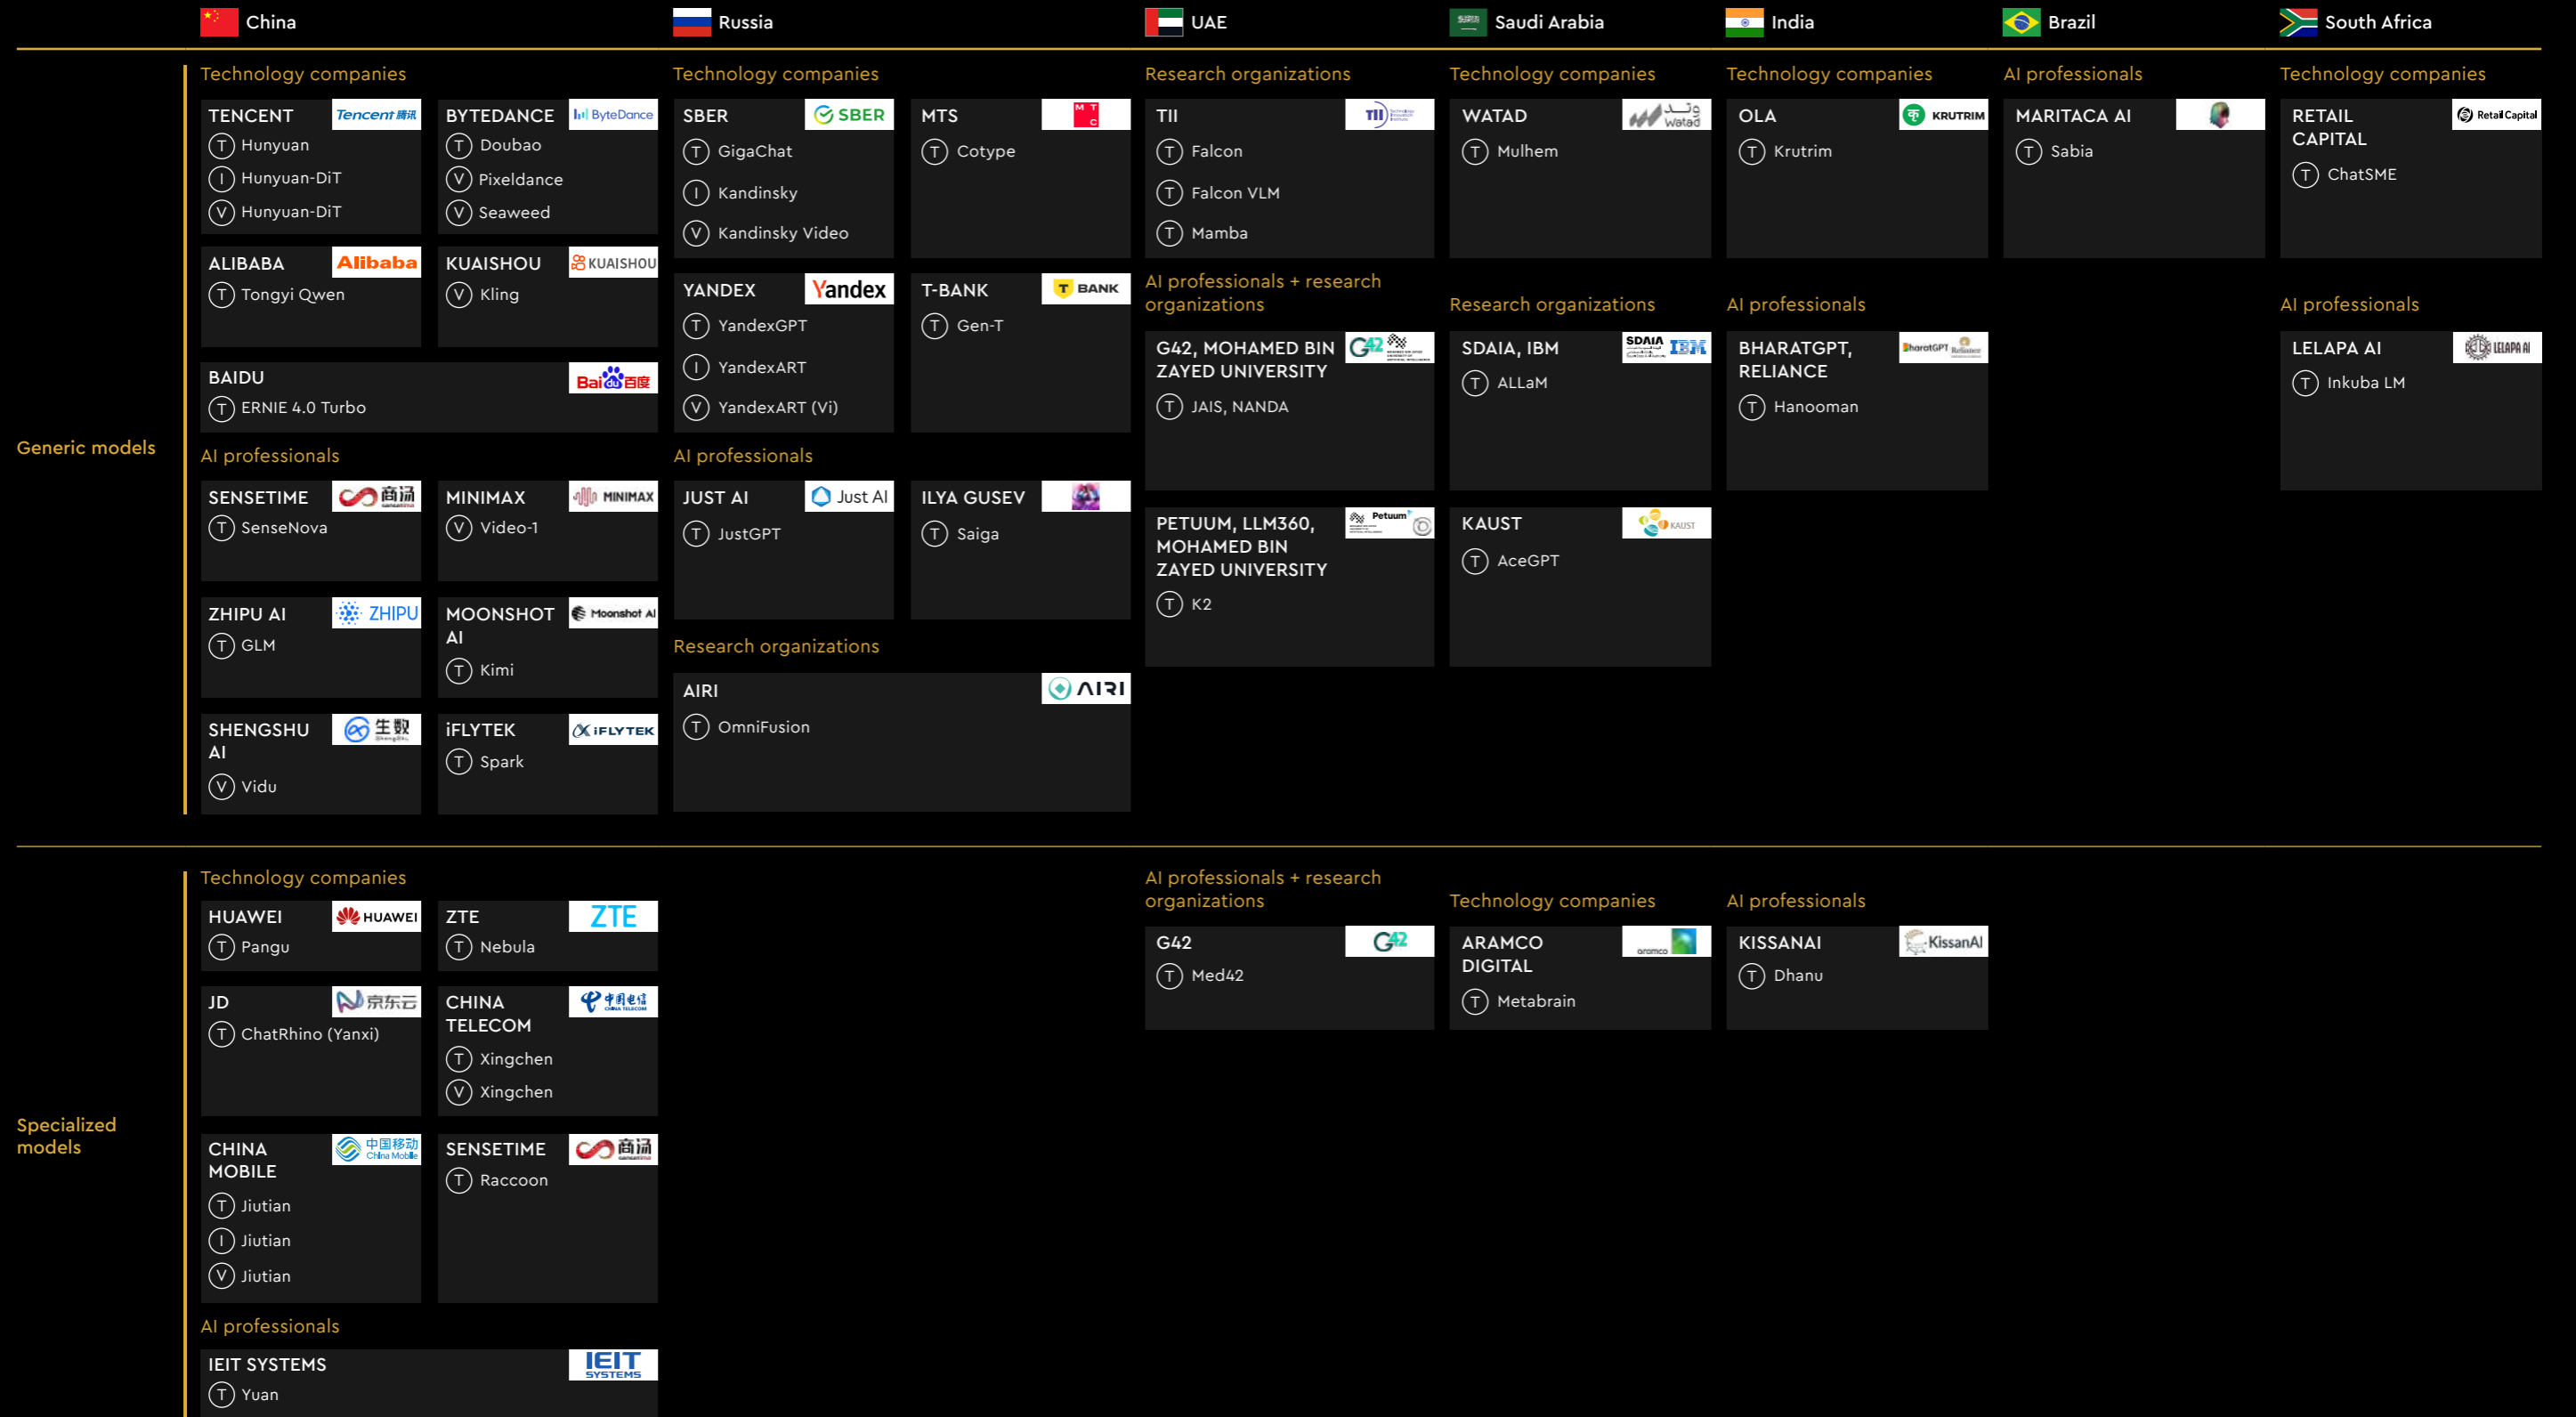 China
Russia
UAE
Saudi Arabia
India
Brazil
South Africa
Generic models
Technology companies
TENCENT
Tencent 腾讯
T Hunyuan
I Hunyuan-DiT
V Hunyuan-DiT
BYTEDANCE
ByteDance
T Doubao
V Pixeldance
V Seaweed
ALIBABA
Alibaba
T Tongyi Qwen
KUAISHOU
KUAISHOU
V Kling
BAIDU
Bai du 百度
T ERNIE 4.0 Turbo
AI professionals
SENSETIME
商汤
sensetime
T SenseNova
MINIMAX
MINIMAX
V Video-1
ZHIPU AI
ZHIPU
T GLM
MOONSHOT
AI
Moonshot AI
T Kimi
SHENGSHU
AI
生数
V Vidu
iFLYTEK
iFLYTEK
T Spark
Technology companies
SBER
SBER
T GigaChat
I Kandinsky
V Kandinsky Video
MTS
М Т
С
T Cotype
YANDEX
Yandex
T YandexGPT
I YandexART
V YandexART (Vi)
T-BANK
T BANK
T Gen-T
AI professionals
JUST AI
Just AI
T JustGPT
ILYA GUSEV
T Saiga
Research organizations
AIRI
AIRI
T OmniFusion
Research organizations
TII
TII
Technology
Innovation
Institute
T Falcon
T Falcon VLM
T Mamba
AI professionals + research
organizations
G42, MOHAMED BIN
ZAYED UNIVERSITY
G42
T JAIS, NANDA
PETUUM, LLM360,
MOHAMED BIN
ZAYED UNIVERSITY
Petuum
T K2
Technology companies
WATAD
وتد
watad
T Mulhem
Research organizations
SDAIA, IBM
SDAIA
IBM
T ALLaM
KAUST
KAUST
T AceGPT
Technology companies
OLA
क KRUTRIM
T Krutrim
AI professionals
BHARATGPT,
RELIANCE
BharatGPT
Reliance
T Hanooman
AI professionals
MARITACA AI
T Sabia
Technology companies
RETAIL
CAPITAL
Retail Capital
T ChatSME
AI professionals
LELAPA AI
LELAPA AI
T Inkuba LM
Specialized
models
Technology companies
HUAWEI
HUAWEI
T Pangu
ZTE
ZTE
T Nebula
JD
京东云
T ChatRhino (Yanxi)
CHINA
TELECOM
中国电信
CHINA TELECOM
T Xingchen
V Xingchen
CHINA
MOBILE
中国移动
China Mobile
T Jiutian
I Jiutian
V Jiutian
SENSETIME
商汤
sensetime
T Raccoon
AI professionals
IEIT SYSTEMS
IEIT
SYSTEMS
T Yuan
AI professionals + research
organizations
G42
G42
T Med42
Technology companies
ARAMCO
DIGITAL
aramco
T Metabrain
AI professionals
KISSANAI
KissanAI
T Dhanu